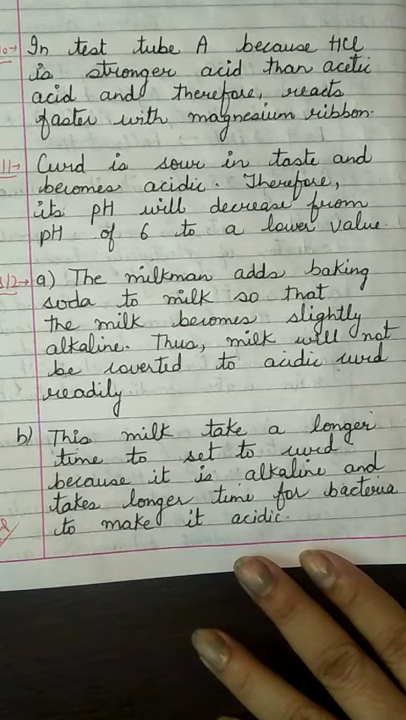 In test tube A because HCl
is stronger acid than acetic
acid and therefore, reacts
faster with magnesium ribbon.
11→ Curd is sour in taste and
becomes acidic. Therefore,
its pH will decrease from
pH of 6 to a lower value.
12→ a) The milkman adds baking
soda to milk so that
the milk becomes slightly
alkaline. Thus, milk will not
be coverted to acidic curd
readily
b) This milk take a longer
time to set to curd
because it is alkaline and
takes longer time for bacteria
to make it acidic.